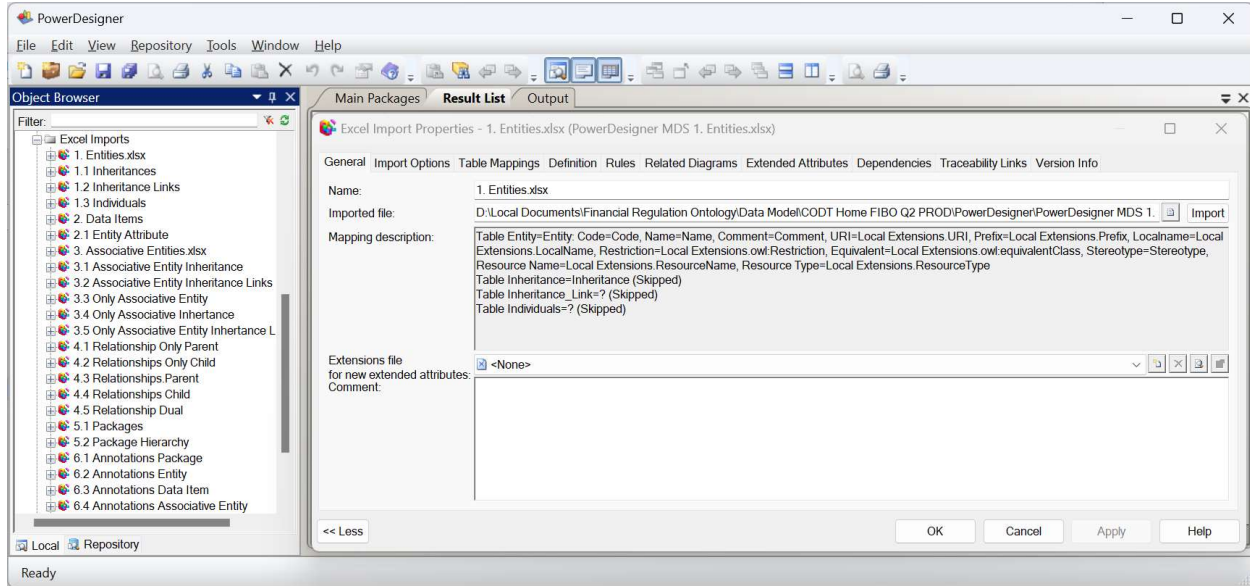 PowerDesigner
File Edit View Repository Tools Window Help
Object Browser
Main Packages Result List Output
Filter:
Excel Imports
1. Entities.xlsx
1.1 Inheritances
1.2 Inheritance Links
1.3 Individuals
2. Data Items
2.1 Entity Attribute
3. Associative Entities.xlsx
3.1 Associative Entity Inheritance
3.2 Associative Entity Inheritance Links
3.3 Only Associative Entity
3.4 Only Associative Inhertance
3.5 Only Associative Entity Inhertance L
4.1 Relationship Only Parent
4.2 Relationships Only Child
4.3 Relationships.Parent
4.4 Relationships Child
4.5 Relationship Dual
5.1 Packages
5.2 Package Hierarchy
6.1 Annotations Package
6.2 Annotations Entity
6.3 Annotations Data Item
6.4 Annotations Associative Entity
Local Repository
Excel Import Properties - 1. Entities.xlsx (PowerDesigner MDS 1. Entities.xlsx)
General Import Options Table Mappings Definition Rules Related Diagrams Extended Attributes Dependencies Traceability Links Version Info
Name: 1. Entities.xlsx
Imported file: D:\Local Documents\Financial Regulation Ontology\Data Model\CODT Home FIBO Q2 PROD\PowerDesigner\PowerDesigner MDS 1. Import
Mapping description: Table Entity=Entity: Code=Code, Name=Name, Comment=Comment, URI=Local Extensions.URI, Prefix=Local Extensions.Prefix, Localname=Local
Extensions.LocalName, Restriction=Local Extensions.owl:Restriction, Equivalent=Local Extensions.owl:equivalentClass, Stereotype=Stereotype,
Resource Name=Local Extensions.ResourceName, Resource Type=Local Extensions.ResourceType
Table Inheritance=Inheritance (Skipped)
Table Inheritance_Link=? (Skipped)
Table Individuals=? (Skipped)
Extensions file
for new extended attributes: <None>
Comment:
<< Less OK Cancel Apply Help
Ready